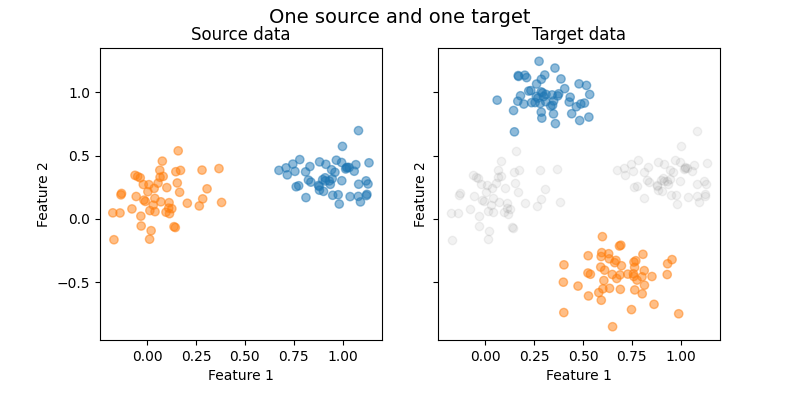 One source and one target
Source data
Target data
Feature 2
1.0
0.5
0.0
−0.5
0.00 0.25 0.50 0.75 1.00
Feature 1
Feature 2
0.00 0.25 0.50 0.75 1.00
Feature 1